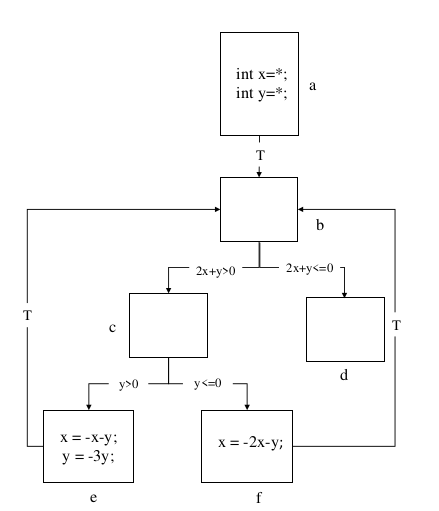 int x=*;
int y=*;
a
T
b
2x+y>0
2x+y<=0
T
T
c
d
y>0
y<=0
x = -x-y;
y = -3y;
x = -2x-y;
e
f